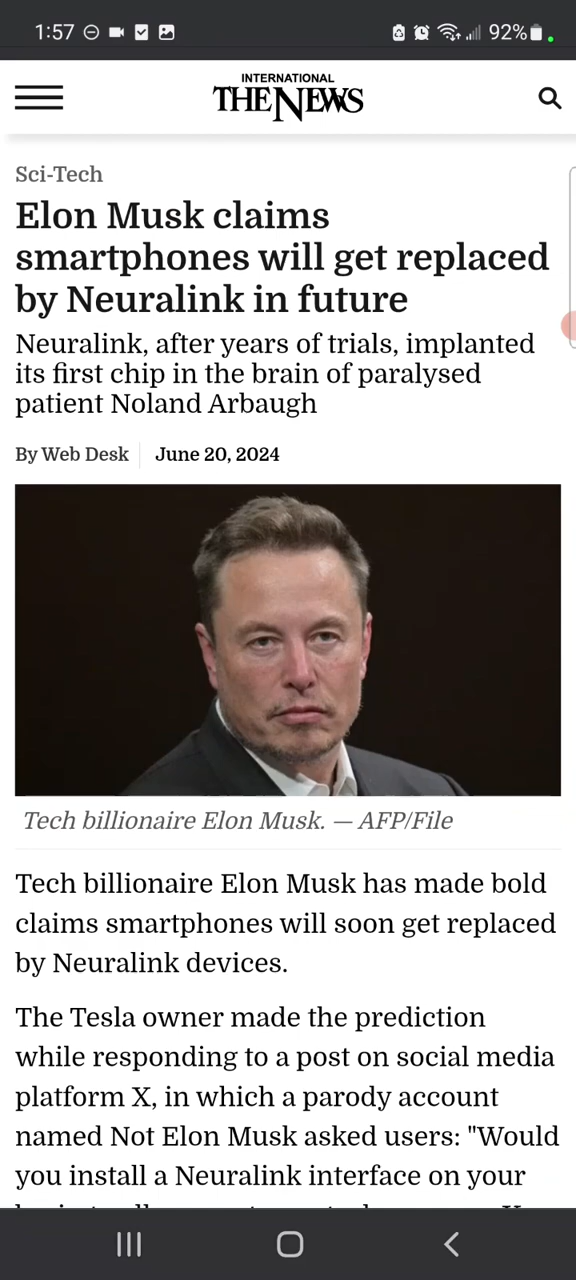 1:57
92%
INTERNATIONAL
THE NEWS
Sci-Tech
Elon Musk claims
smartphones will get replaced
by Neuralink in future
Neuralink, after years of trials, implanted
its first chip in the brain of paralysed
patient Noland Arbaugh
By Web Desk June 20, 2024
Tech billionaire Elon Musk. — AFP/File
Tech billionaire Elon Musk has made bold
claims smartphones will soon get replaced
by Neuralink devices.
The Tesla owner made the prediction
while responding to a post on social media
platform X, in which a parody account
named Not Elon Musk asked users: "Would
you install a Neuralink interface on your